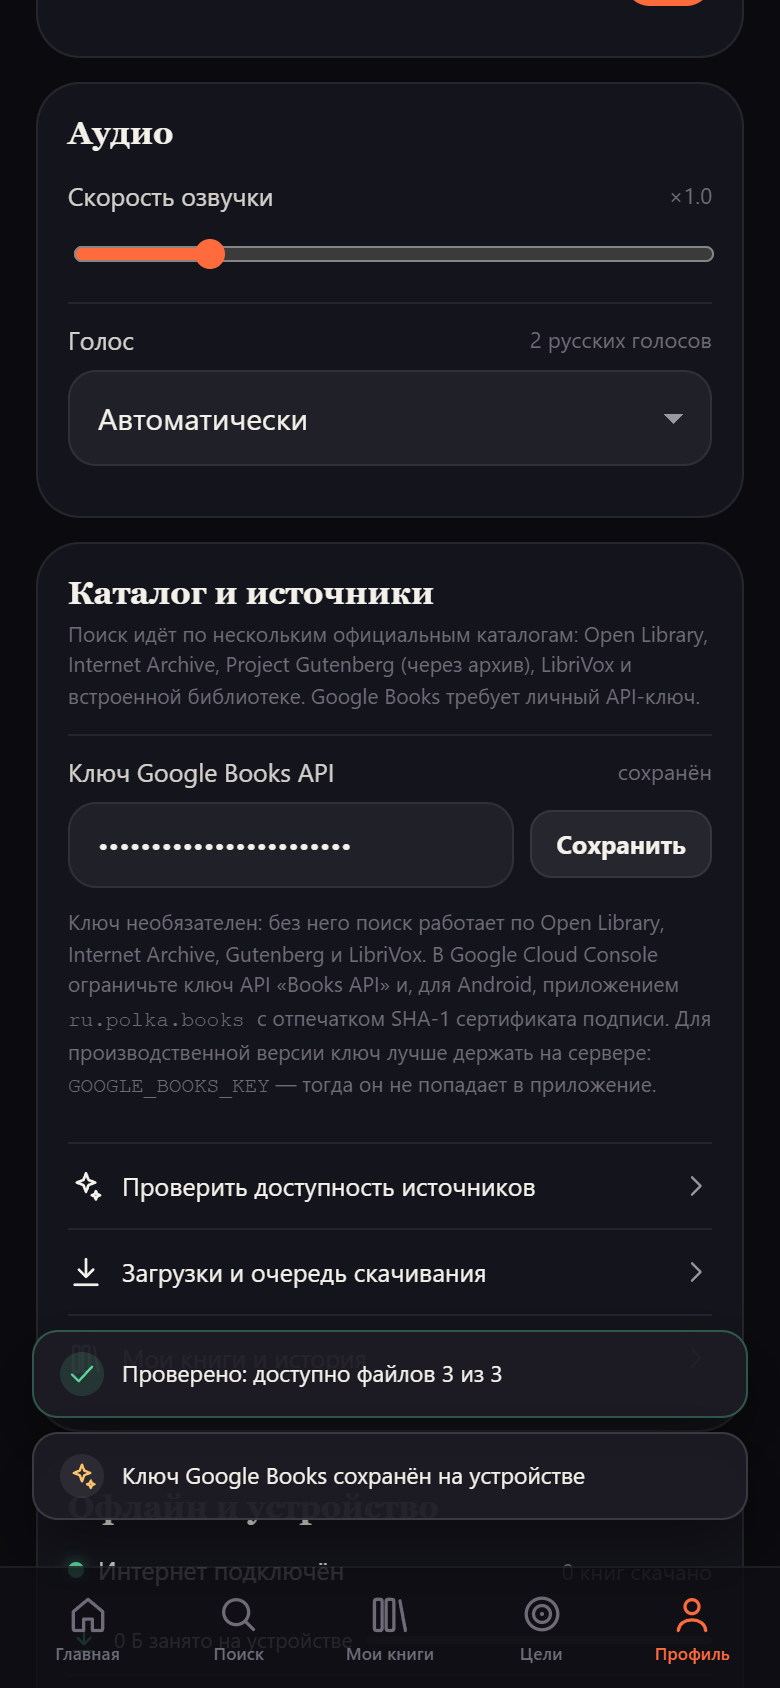 Аудио
Скорость озвучки
×1.0
Голос
2 русских голосов
Автоматически
Каталог и источники
Поиск идёт по нескольким официальным каталогам: Open Library,
Internet Archive, Project Gutenberg (через архив), LibriVox и
встроенной библиотеке. Google Books требует личный API-ключ.
Ключ Google Books API
сохранён
••••••••••••••••••••••••
Сохранить
Ключ необязателен: без него поиск работает по Open Library,
Internet Archive, Gutenberg и LibriVox. В Google Cloud Console
ограничьте ключ API «Books API» и, для Android, приложением
ru.polka.books с отпечатком SHA-1 сертификата подписи. Для
производственной версии ключ лучше держать на сервере:
GOOGLE_BOOKS_KEY — тогда он не попадает в приложение.
Проверить доступность источников
Загрузки и очередь скачивания
Мои книги и история
Проверено: доступно файлов 3 из 3
Ключ Google Books сохранён на устройстве
Офлайн и устройство
Интернет подключён
0 книг скачано
0 Б занято на устройстве
Главная
Поиск
Мои книги
Цели
Профиль